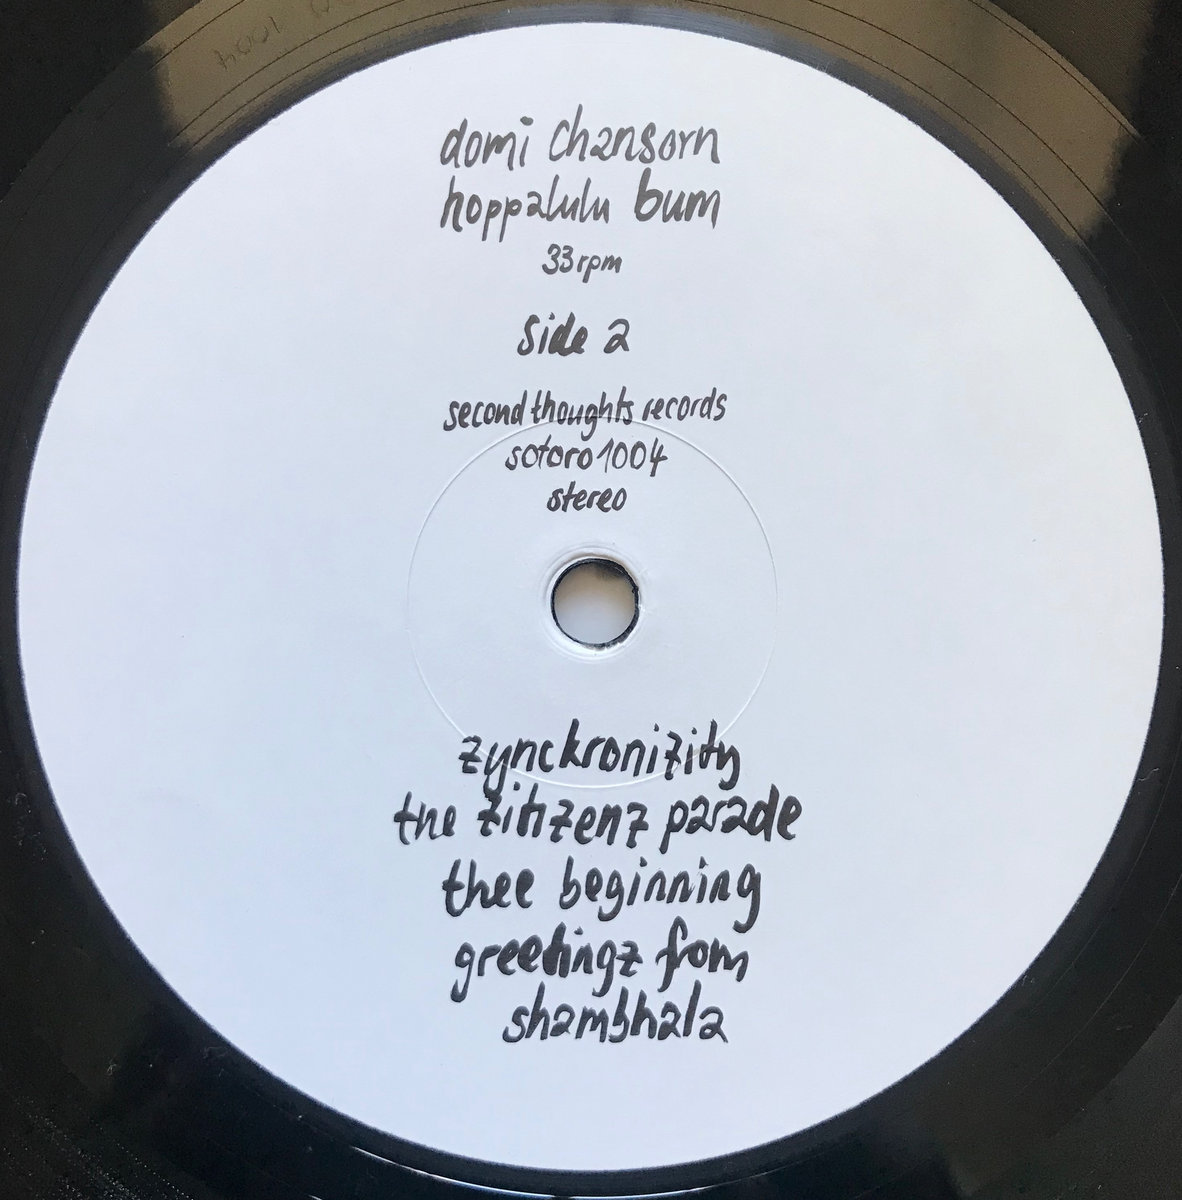 domi chansorn
hoppalulu bum
33rpm
side 2
second thoughts records
sotoro1004
stereo
zynckronizity
the zitizenz parade
thee beginning
greetingz from
shambhala